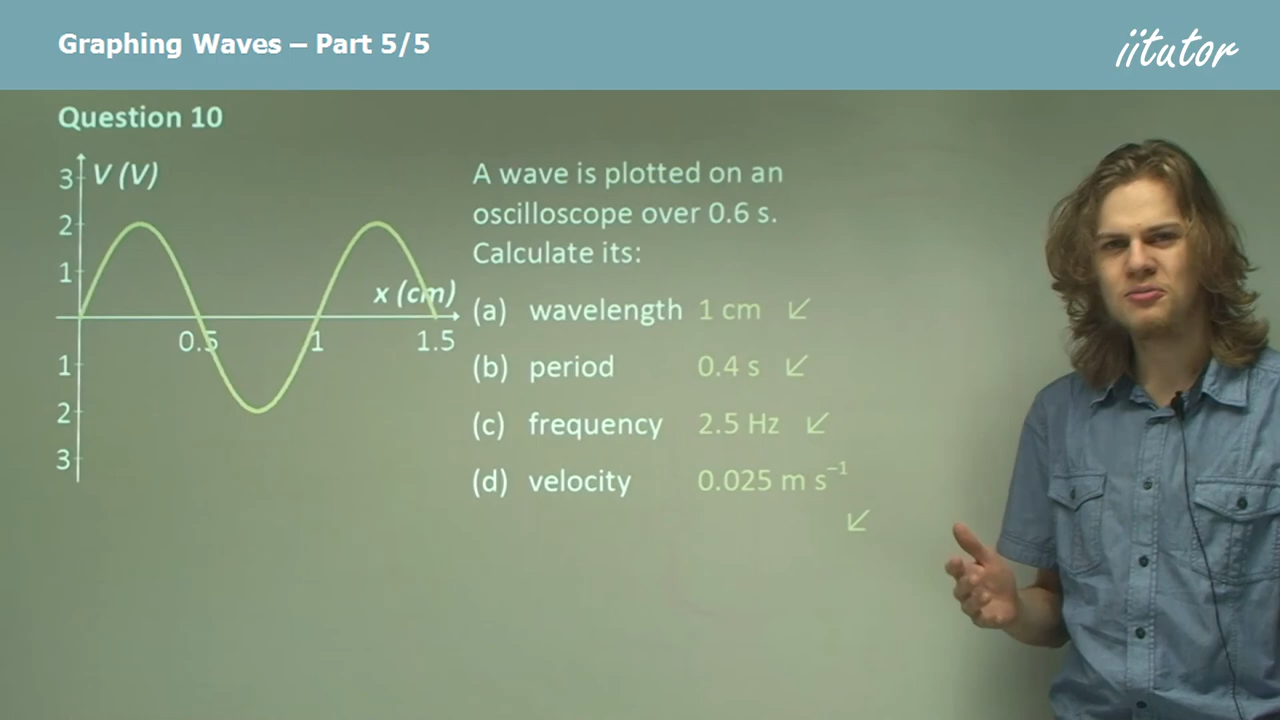 Graphing Waves – Part 5/5
iitutor
Question 10
3 V (V)
2
1
x (cm)
0.5 1 1.5
1
2
3
A wave is plotted on an
oscilloscope over 0.6 s.
Calculate its:
(a) wavelength 1 cm
(b) period 0.4 s
(c) frequency 2.5 Hz
(d) velocity 0.025 m s⁻¹